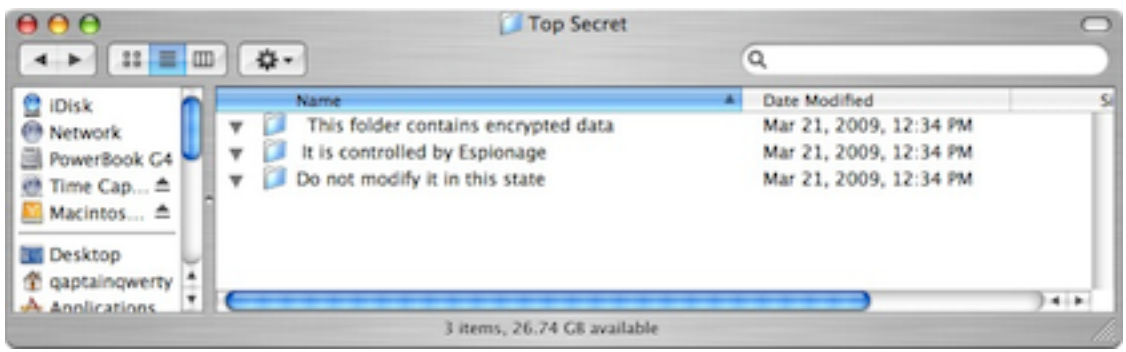 Top Secret
iDisk
Network
PowerBook G4
Time Cap...
Macintos...
Desktop
qaptainqwerty
Applications
Name
Date Modified
Si
This folder contains encrypted data
Mar 21, 2009, 12:34 PM
It is controlled by Espionage
Mar 21, 2009, 12:34 PM
Do not modify it in this state
Mar 21, 2009, 12:34 PM
3 items, 26.74 GB available